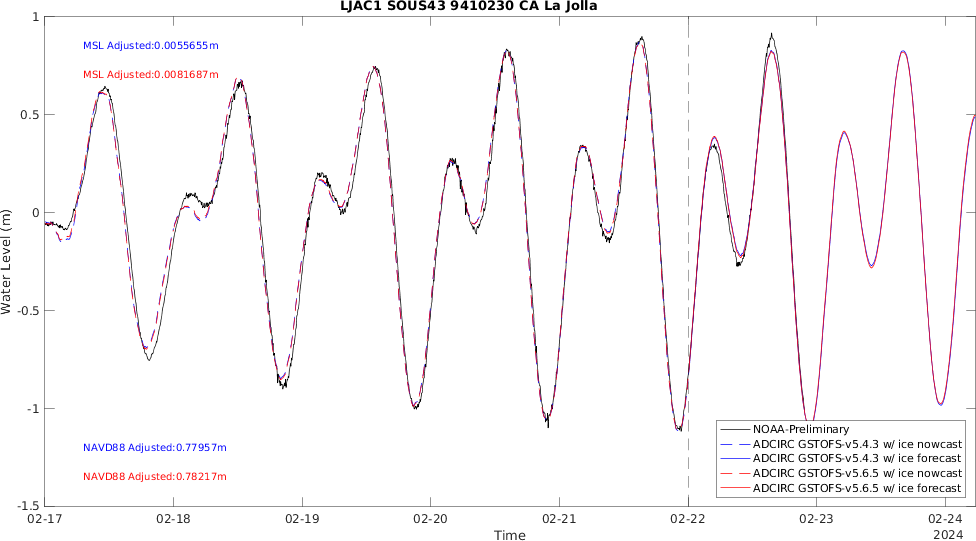 LJAC1 SOUS43 9410230 CA La Jolla
1
MSL Adjusted:0.0055655m
MSL Adjusted:0.0081687m
0.5
0
Water Level (m)
-0.5
-1
NOAA-Preliminary
ADCIRC GSTOFS-v5.4.3 w/ ice nowcast
ADCIRC GSTOFS-v5.4.3 w/ ice forecast
ADCIRC GSTOFS-v5.6.5 w/ ice nowcast
ADCIRC GSTOFS-v5.6.5 w/ ice forecast
NAVD88 Adjusted:0.77957m
NAVD88 Adjusted:0.78217m
-1.5
02-17 02-18 02-19 02-20 02-21 02-22 02-23 02-24
Time
2024